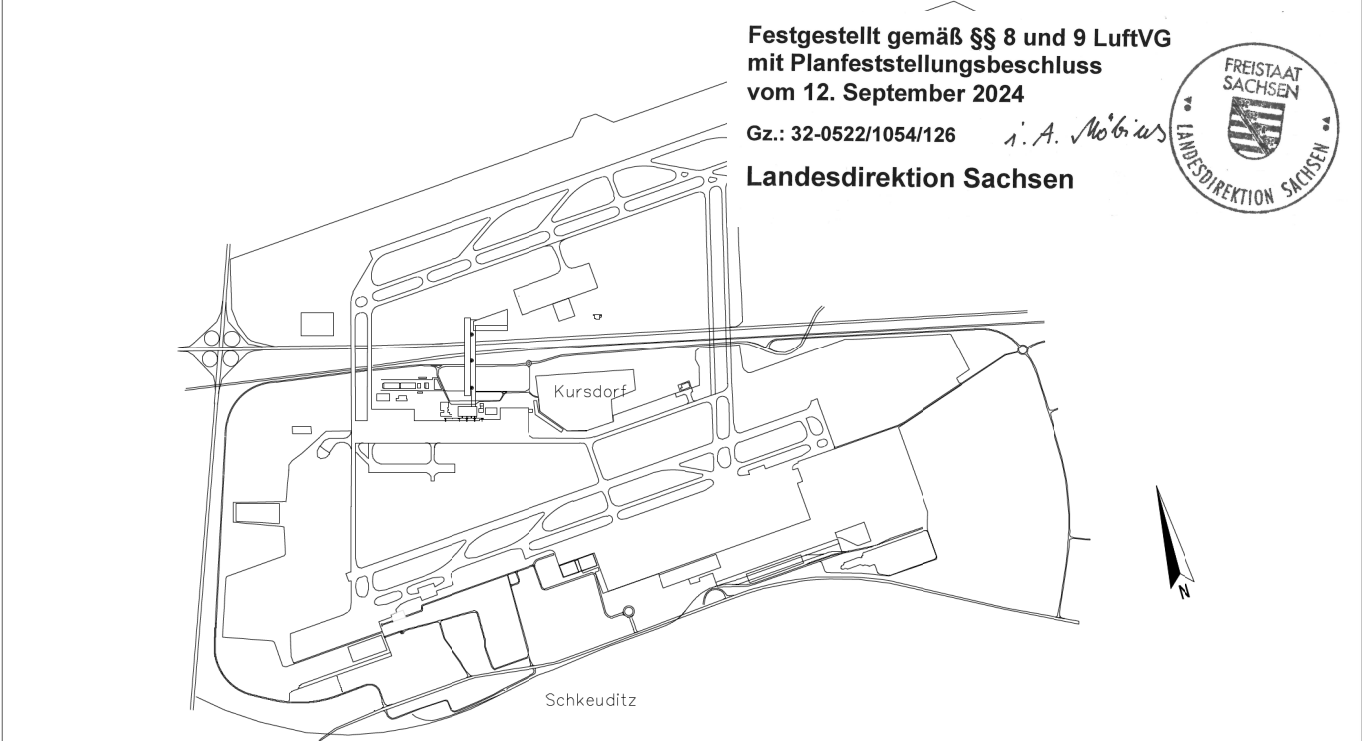 Festgestellt gemäß §§ 8 und 9 LuftVG
mit Planfeststellungsbeschluss
vom 12. September 2024
Gz.: 32-0522/1054/126
i. A. Möbius
Landesdirektion Sachsen
FREISTAAT
SACHSEN
LANDESDIREKTION SACHSEN
Kursdorf
N
Schkeuditz